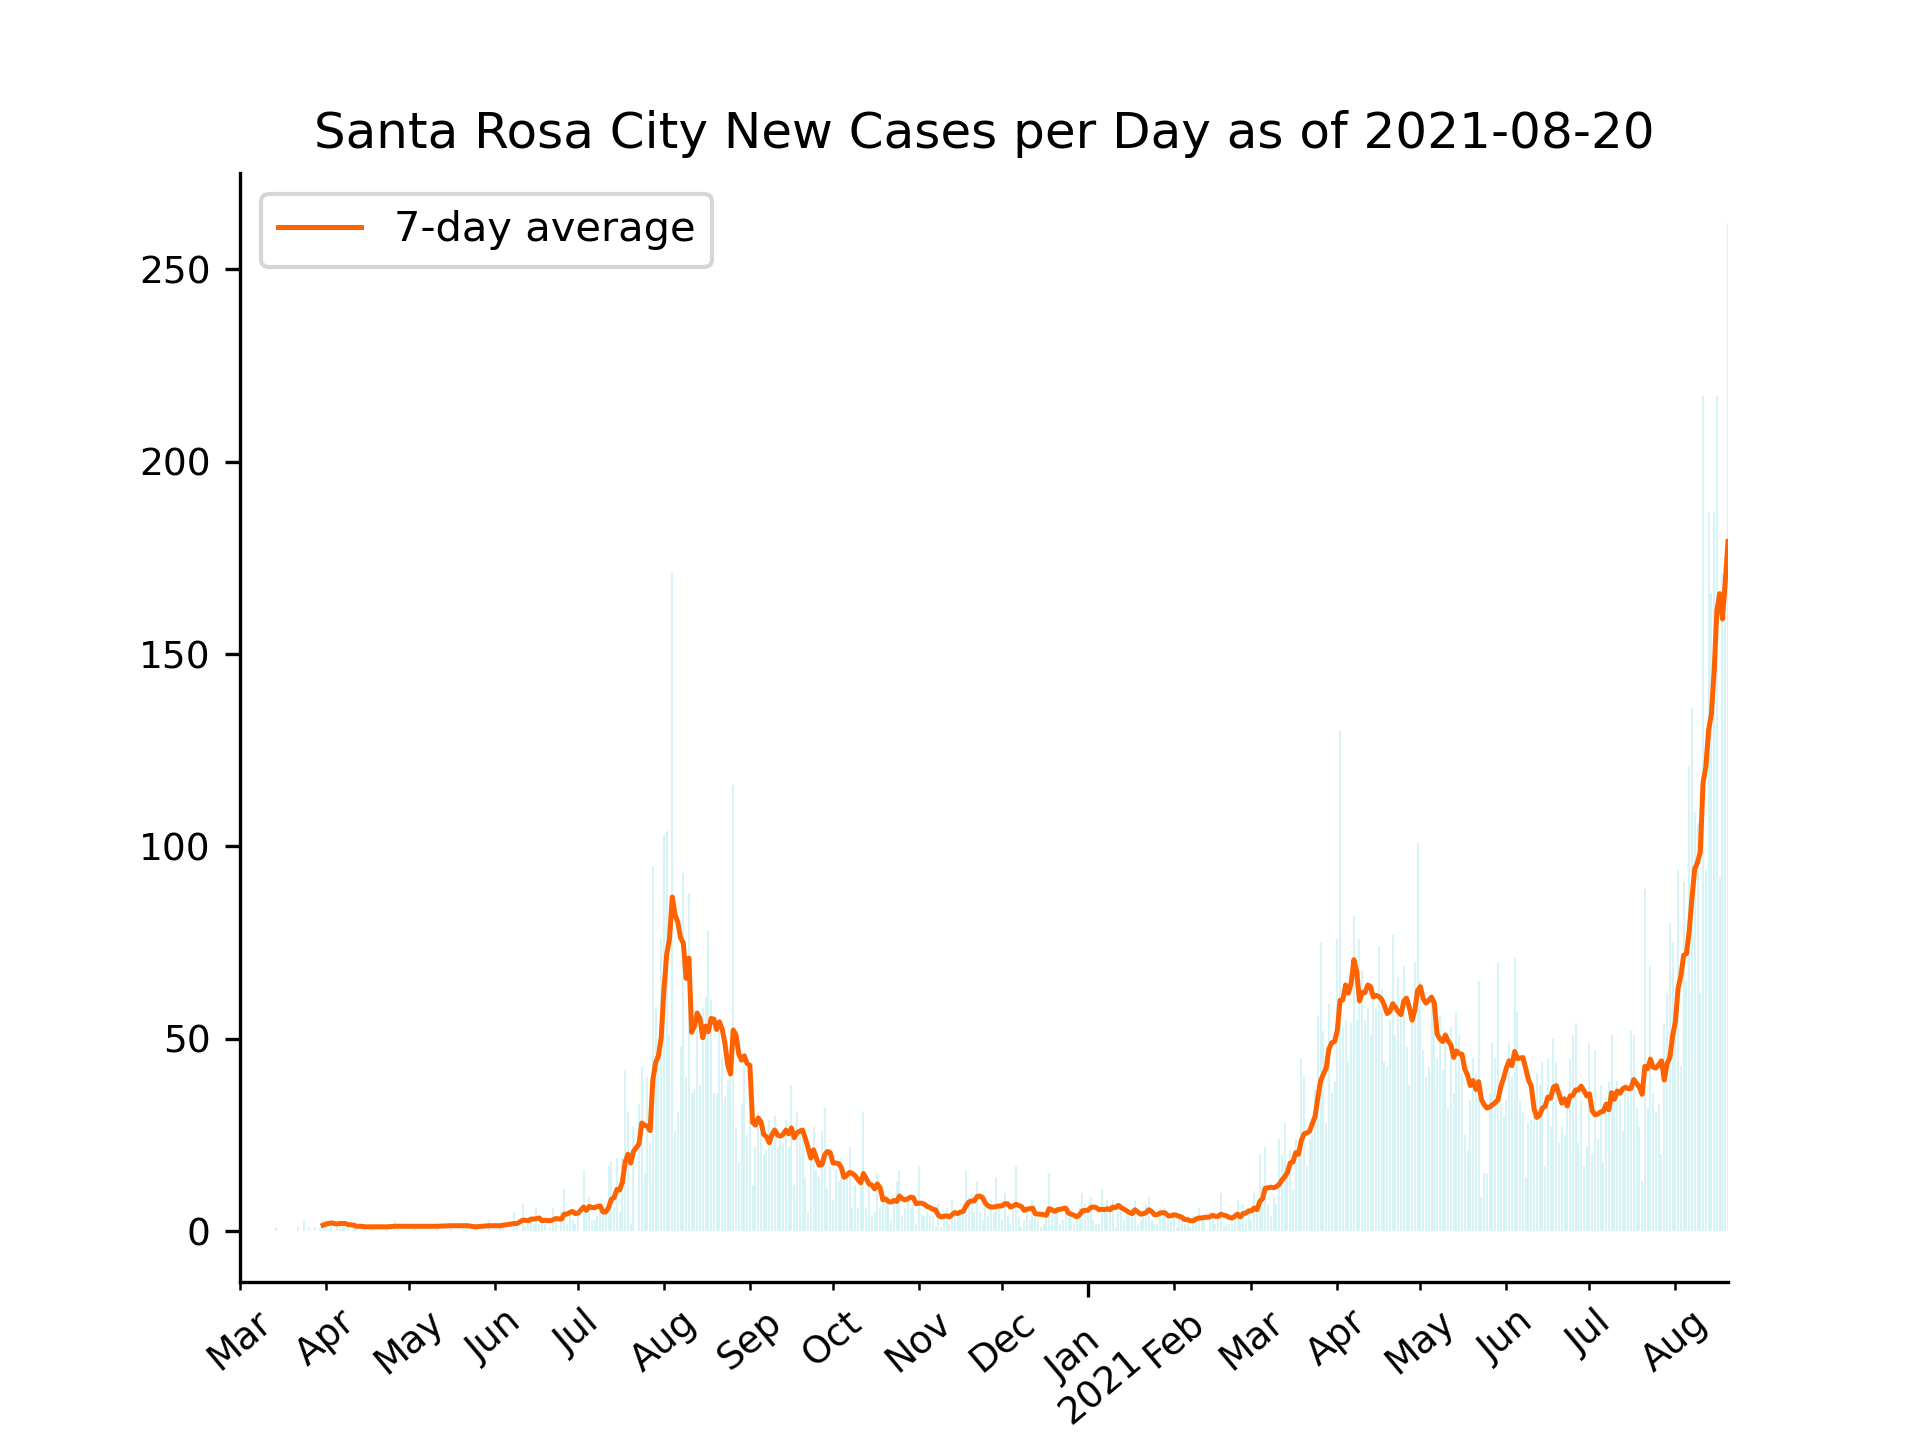 Santa Rosa City New Cases per Day as of 2021-08-20
7-day average
250
200
150
100
50
0
Mar
Apr
May
Jun
Jul
Aug
Sep
Oct
Nov
Dec
Jan
2021
Feb
Mar
Apr
May
Jun
Jul
Aug